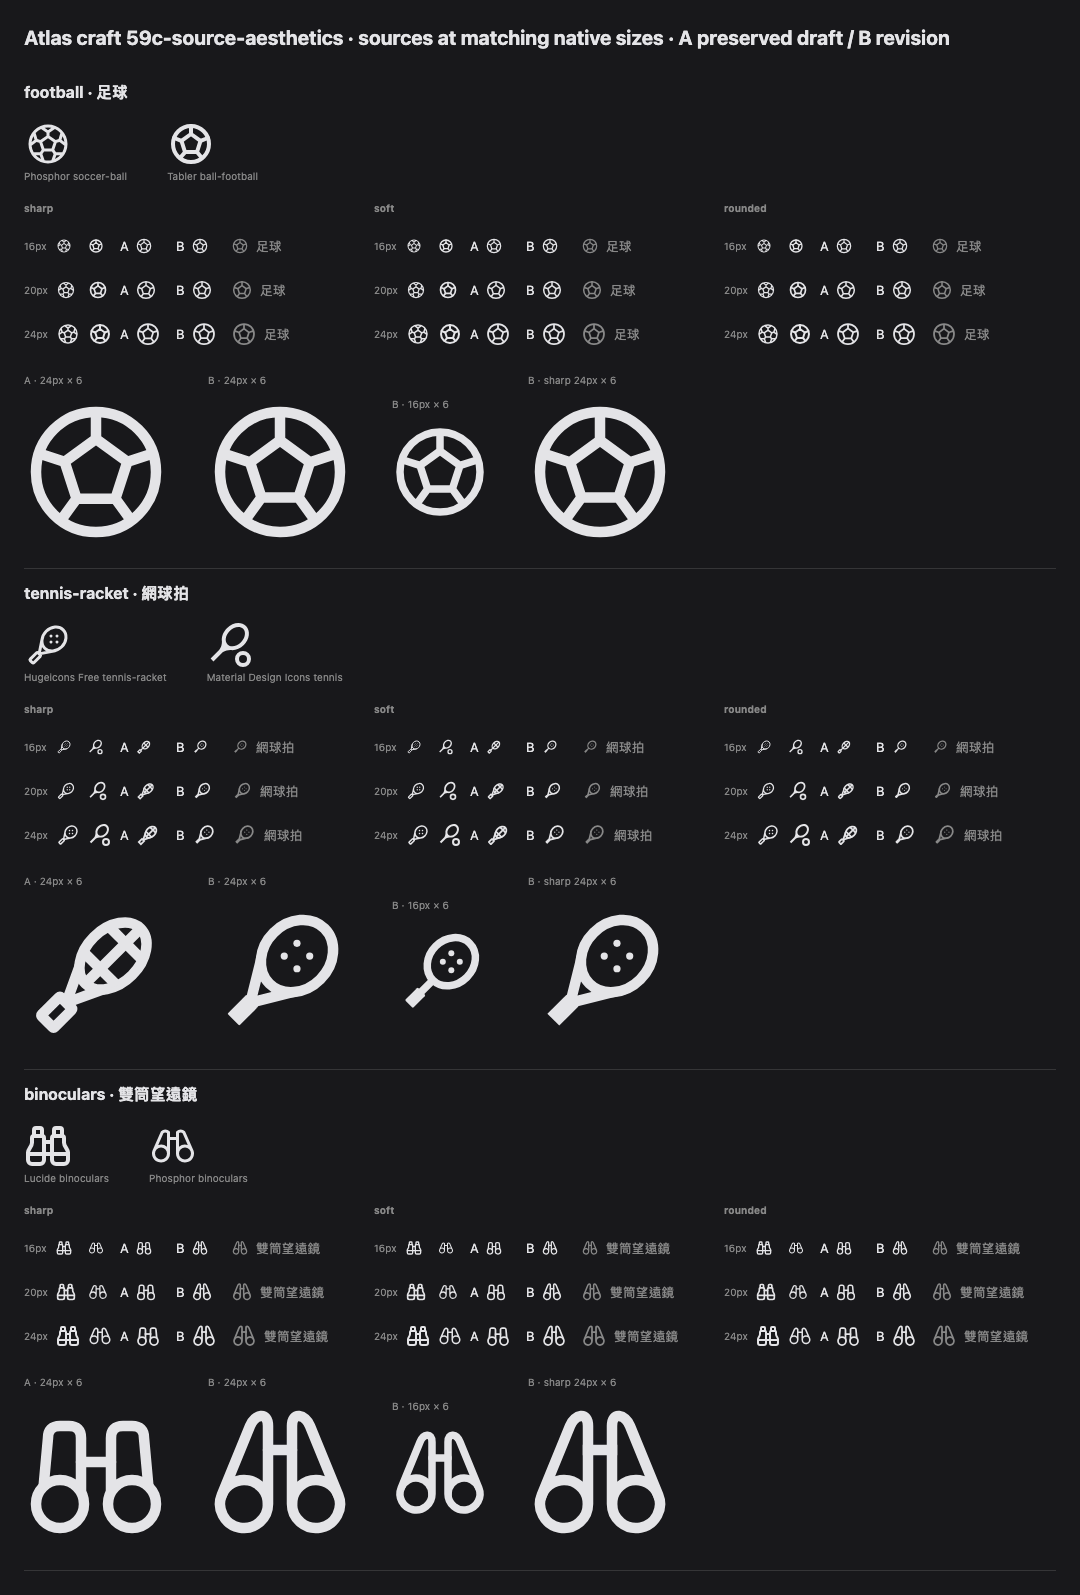 Atlas craft 59c-source-aesthetics · sources at matching native sizes · A preserved draft / B revision
football · 足球
Phosphor soccer-ball Tabler ball-football
sharp soft rounded
16px A B 足球 16px A B 足球 16px A B 足球
20px A B 足球 20px A B 足球 20px A B 足球
24px A B 足球 24px A B 足球 24px A B 足球
A · 24px × 6 B · 24px × 6 B · 16px × 6 B · sharp 24px × 6
tennis-racket · 網球拍
Hugeicons Free tennis-racket Material Design Icons tennis
sharp soft rounded
16px A B 網球拍 16px A B 網球拍 16px A B 網球拍
20px A B 網球拍 20px A B 網球拍 20px A B 網球拍
24px A B 網球拍 24px A B 網球拍 24px A B 網球拍
A · 24px × 6 B · 24px × 6 B · 16px × 6 B · sharp 24px × 6
binoculars · 雙筒望遠鏡
Lucide binoculars Phosphor binoculars
sharp soft rounded
16px A B 雙筒望遠鏡 16px A B 雙筒望遠鏡 16px A B 雙筒望遠鏡
20px A B 雙筒望遠鏡 20px A B 雙筒望遠鏡 20px A B 雙筒望遠鏡
24px A B 雙筒望遠鏡 24px A B 雙筒望遠鏡 24px A B 雙筒望遠鏡
A · 24px × 6 B · 24px × 6 B · 16px × 6 B · sharp 24px × 6